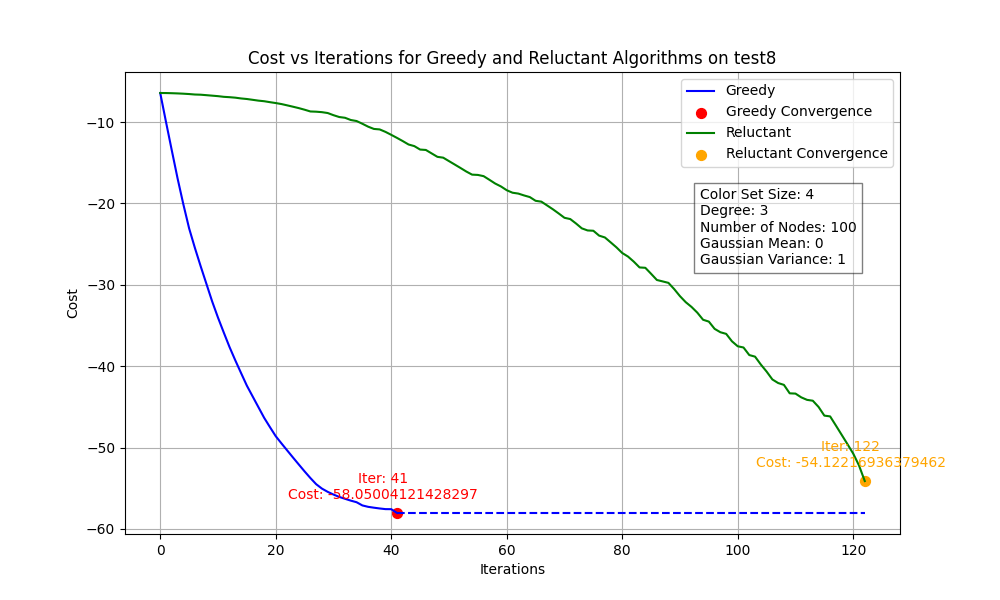 Cost vs Iterations for Greedy and Reluctant Algorithms on test8
Greedy
Greedy Convergence
Reluctant
Reluctant Convergence
Color Set Size: 4
Degree: 3
Number of Nodes: 100
Gaussian Mean: 0
Gaussian Variance: 1
Cost
−10
−20
−30
−40
−50
−60
Iter: 122
Cost: -54.12216936379462
Iter: 41
Cost: -58.05004121428297
0 20 40 60 80 100 120
Iterations